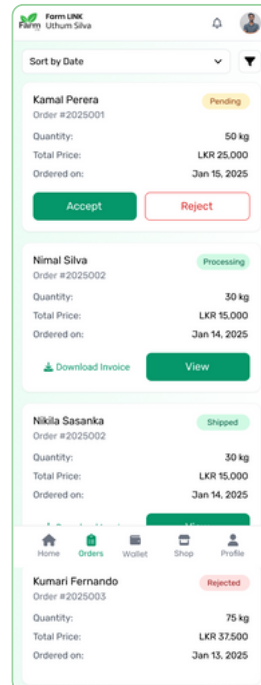 Farm
Farm LINK
Uthum Silva
Sort by Date
Kamal Perera
Pending
Order #2025001
Quantity: 50 kg
Total Price: LKR 25,000
Ordered on: Jan 15, 2025
Accept Reject
Nimal Silva
Processing
Order #2025002
Quantity: 30 kg
Total Price: LKR 15,000
Ordered on: Jan 14, 2025
Download Invoice View
Nikila Sasanka
Shipped
Order #2025002
Quantity: 30 kg
Total Price: LKR 15,000
Ordered on: Jan 14, 2025
Home Orders Wallet Shop Profile
Kumari Fernando
Rejected
Order #2025003
Quantity: 75 kg
Total Price: LKR 37,500
Ordered on: Jan 13, 2025